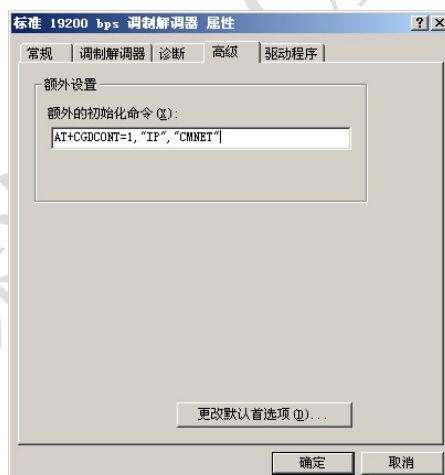 标准 19200 bps 调制解调器 属性
常规 调制解调器 诊断 高级 驱动程序
额外设置
额外的初始化命令(X):
AT+CGDCONT=1,"IP","CMNET"
更改默认首选项(D)...
确定 取消